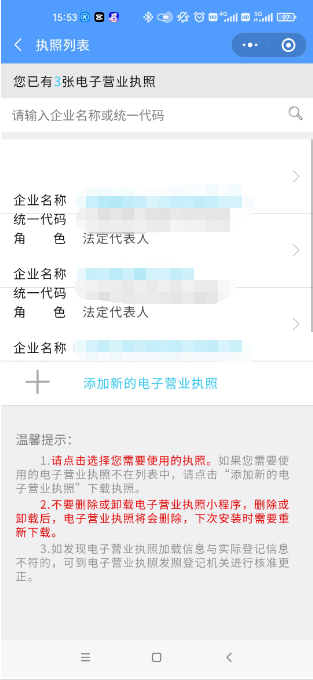 15:53
执照列表
您已有3张电子营业执照
请输入企业名称或统一代码
企业名称
统一代码
角 色 法定代表人
企业名称
统一代码
角 色 法定代表人
企业名称
添加新的电子营业执照
温馨提示：
1.请点击选择您需要使用的执照。如果您需要使
用的电子营业执照不在列表中，请点击“添加新的电
子营业执照”下载执照。
2.不要删除或卸载电子营业执照小程序，删除或
卸载后，电子营业执照将会删除，下次安装时需要重
新下载。
3.如发现电子营业执照加载信息与实际登记信息
不符的，可到电子营业执照发照登记机关进行核准更
正。